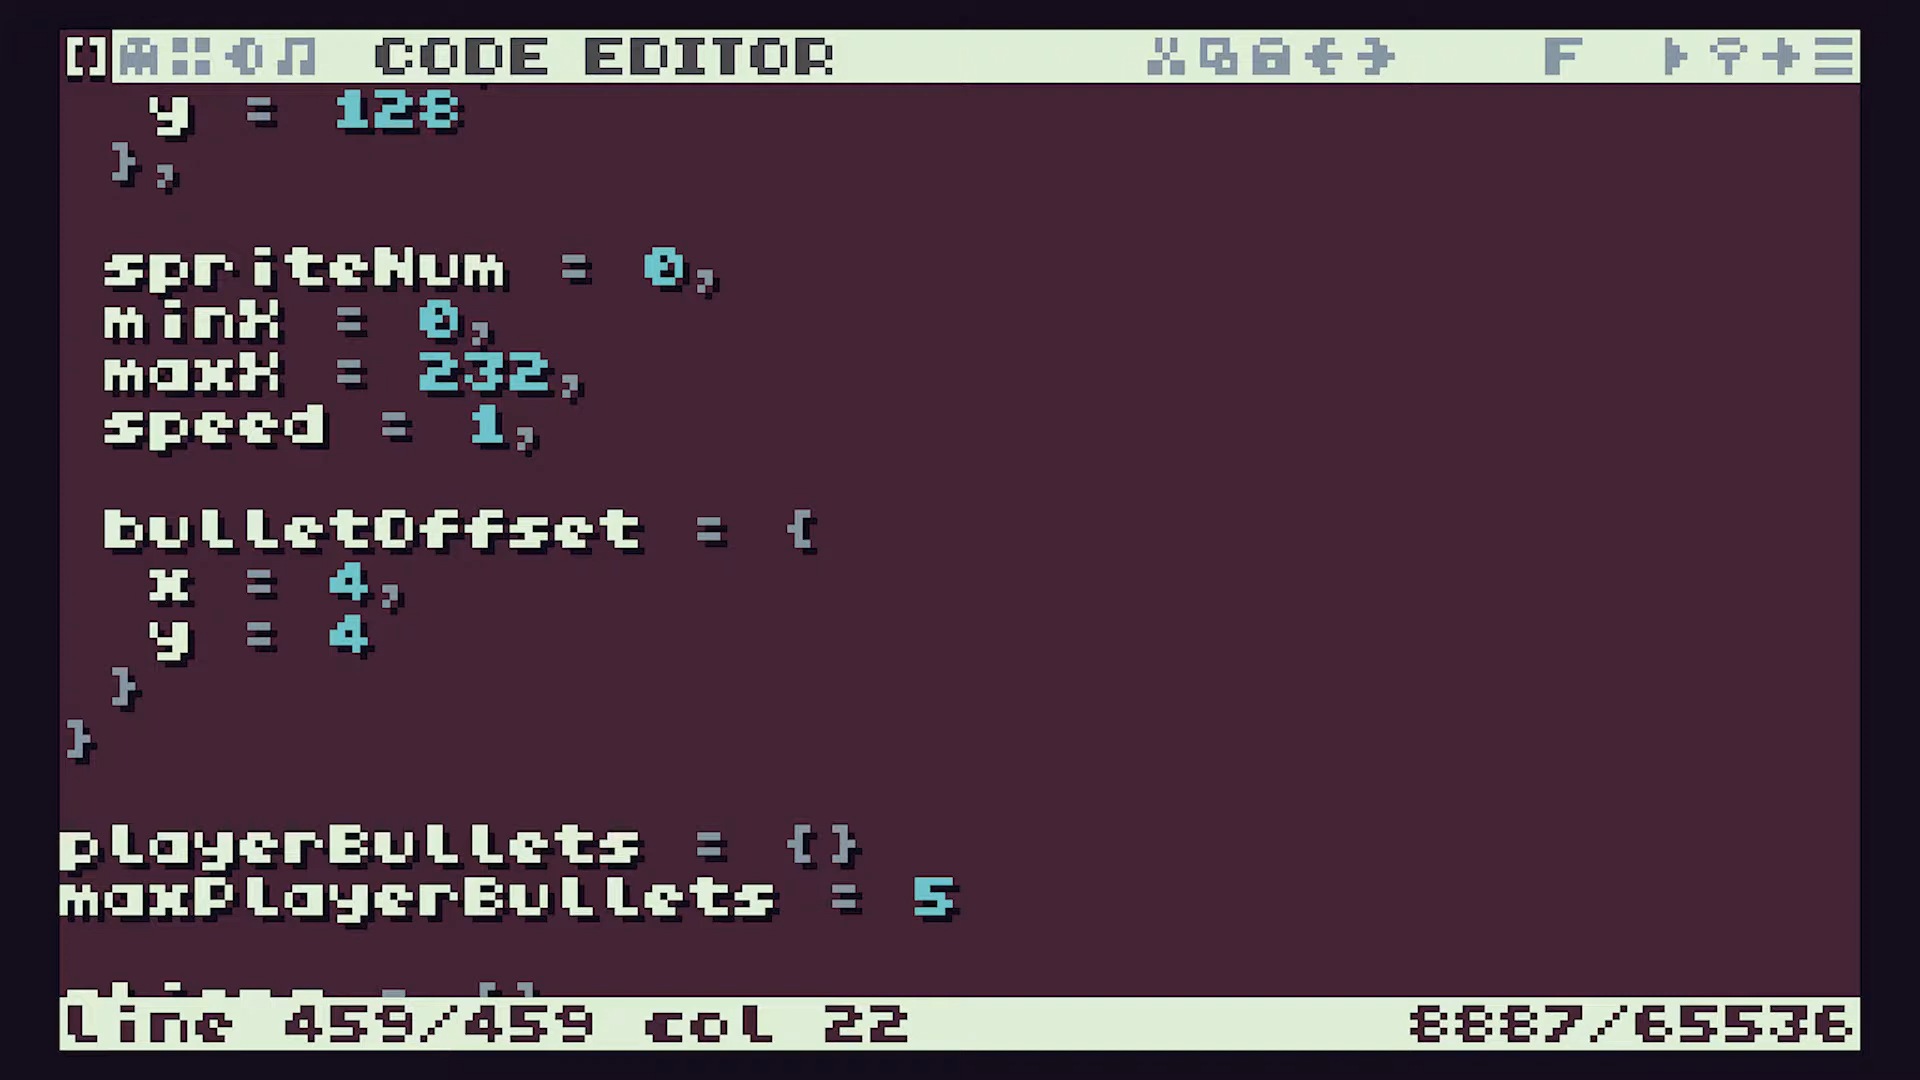 CODE EDITOR F
y = 128
},
spriteNum = 0,
minX = 0,
maxX = 232,
speed = 1,
bulletOffset = {
x = 4,
y = 4
}
}
playerBullets = {}
maxPlayerBullets = 5
line 459/459 col 22 8887/65536